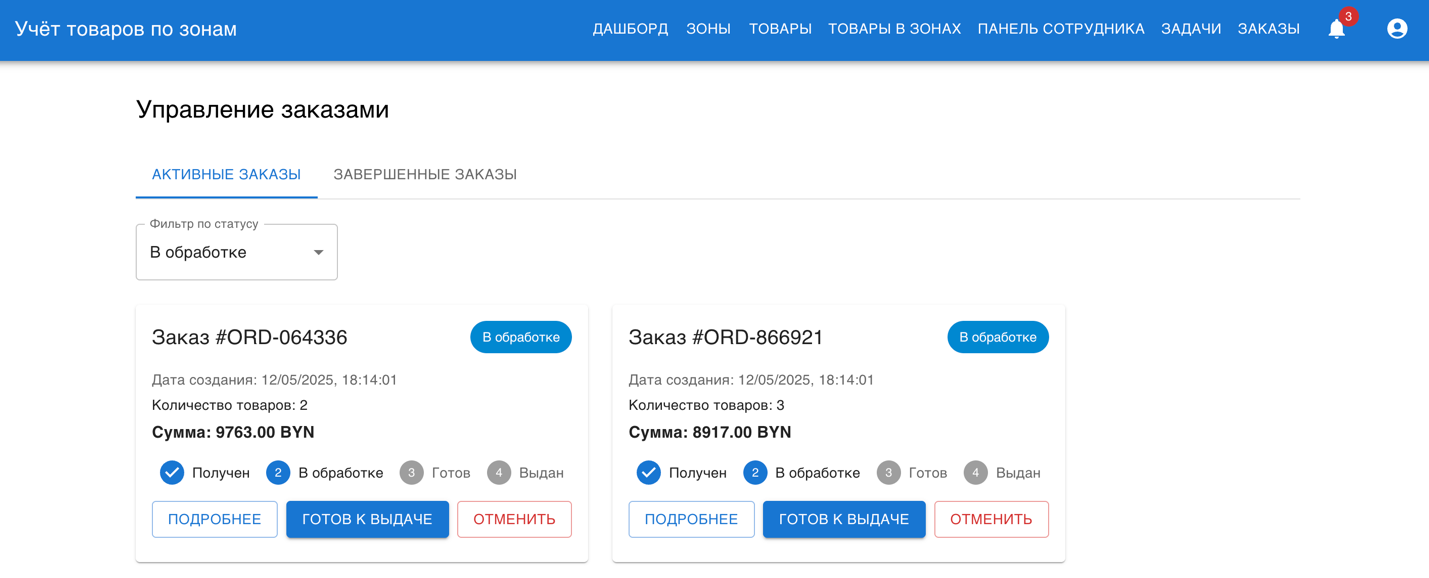 Учёт товаров по зонам
ДАШБОРД ЗОНЫ ТОВАРЫ ТОВАРЫ В ЗОНАХ ПАНЕЛЬ СОТРУДНИКА ЗАДАЧИ ЗАКАЗЫ 3
Управление заказами
АКТИВНЫЕ ЗАКАЗЫ ЗАВЕРШЕННЫЕ ЗАКАЗЫ
Фильтр по статусу
В обработке
Заказ #ORD-064336 В обработке
Дата создания: 12/05/2025, 18:14:01
Количество товаров: 2
Сумма: 9763.00 BYN
Получен 2 В обработке 3 Готов 4 Выдан
ПОДРОБНЕЕ ГОТОВ К ВЫДАЧЕ ОТМЕНИТЬ
Заказ #ORD-866921 В обработке
Дата создания: 12/05/2025, 18:14:01
Количество товаров: 3
Сумма: 8917.00 BYN
Получен 2 В обработке 3 Готов 4 Выдан
ПОДРОБНЕЕ ГОТОВ К ВЫДАЧЕ ОТМЕНИТЬ